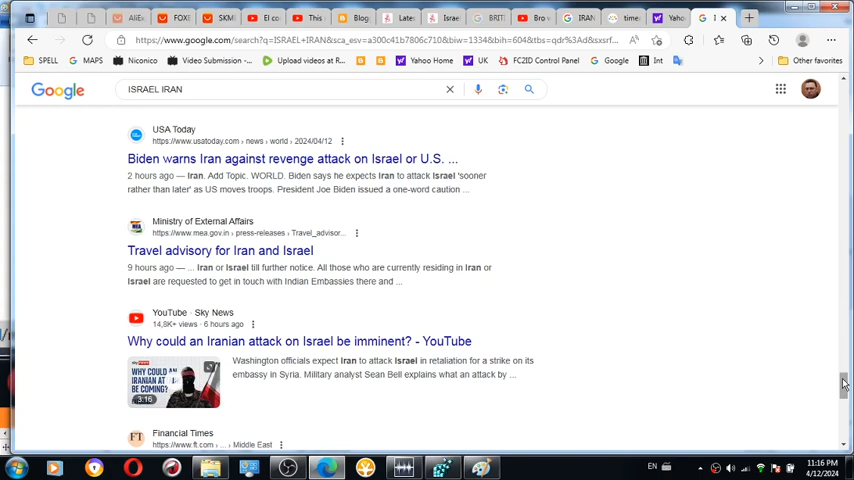 AliEx
FOXI
SKM
El co
This
Blog
Lates
Israe
BRITI
Bro v
IRAN
time
Yaho
I
https://www.google.com/search?q=ISRAEL+IRAN&sca_esv=a300c41b7806c710&biw=1334&bih=604&tbs=qdr%3Ad&sxsrf...
SPELL
MAPS
Niconico
Video Submission -...
Upload videos at R...
Yahoo Home
UK
FCZID Control Panel
Google
Int
Other favorites
Google
ISRAEL IRAN
USA Today
https://www.usatoday.com › news › world › 2024/04/12
Biden warns Iran against revenge attack on Israel or U.S. ...
2 hours ago — Iran. Add Topic. WORLD. Biden says he expects Iran to attack Israel 'sooner
rather than later' as US moves troops. President Joe Biden issued a one-word caution ...
Ministry of External Affairs
https://www.mea.gov.in › press-releases › Travel_advisor...
Travel advisory for Iran and Israel
9 hours ago — ... Iran or Israel till further notice. All those who are currently residing in Iran or
Israel are requested to get in touch with Indian Embassies there and ...
YouTube · Sky News
14,8K+ views · 6 hours ago
Why could an Iranian attack on Israel be imminent? - YouTube
WHY COULD AN
IRANIAN AT
BE COMING?
3:16
Washington officials expect Iran to attack Israel in retaliation for a strike on its
embassy in Syria. Military analyst Sean Bell explains what an attack by ...
FT
Financial Times
https://www.ft.com › ... › Middle East
EN
11:16 PM
4/12/2024